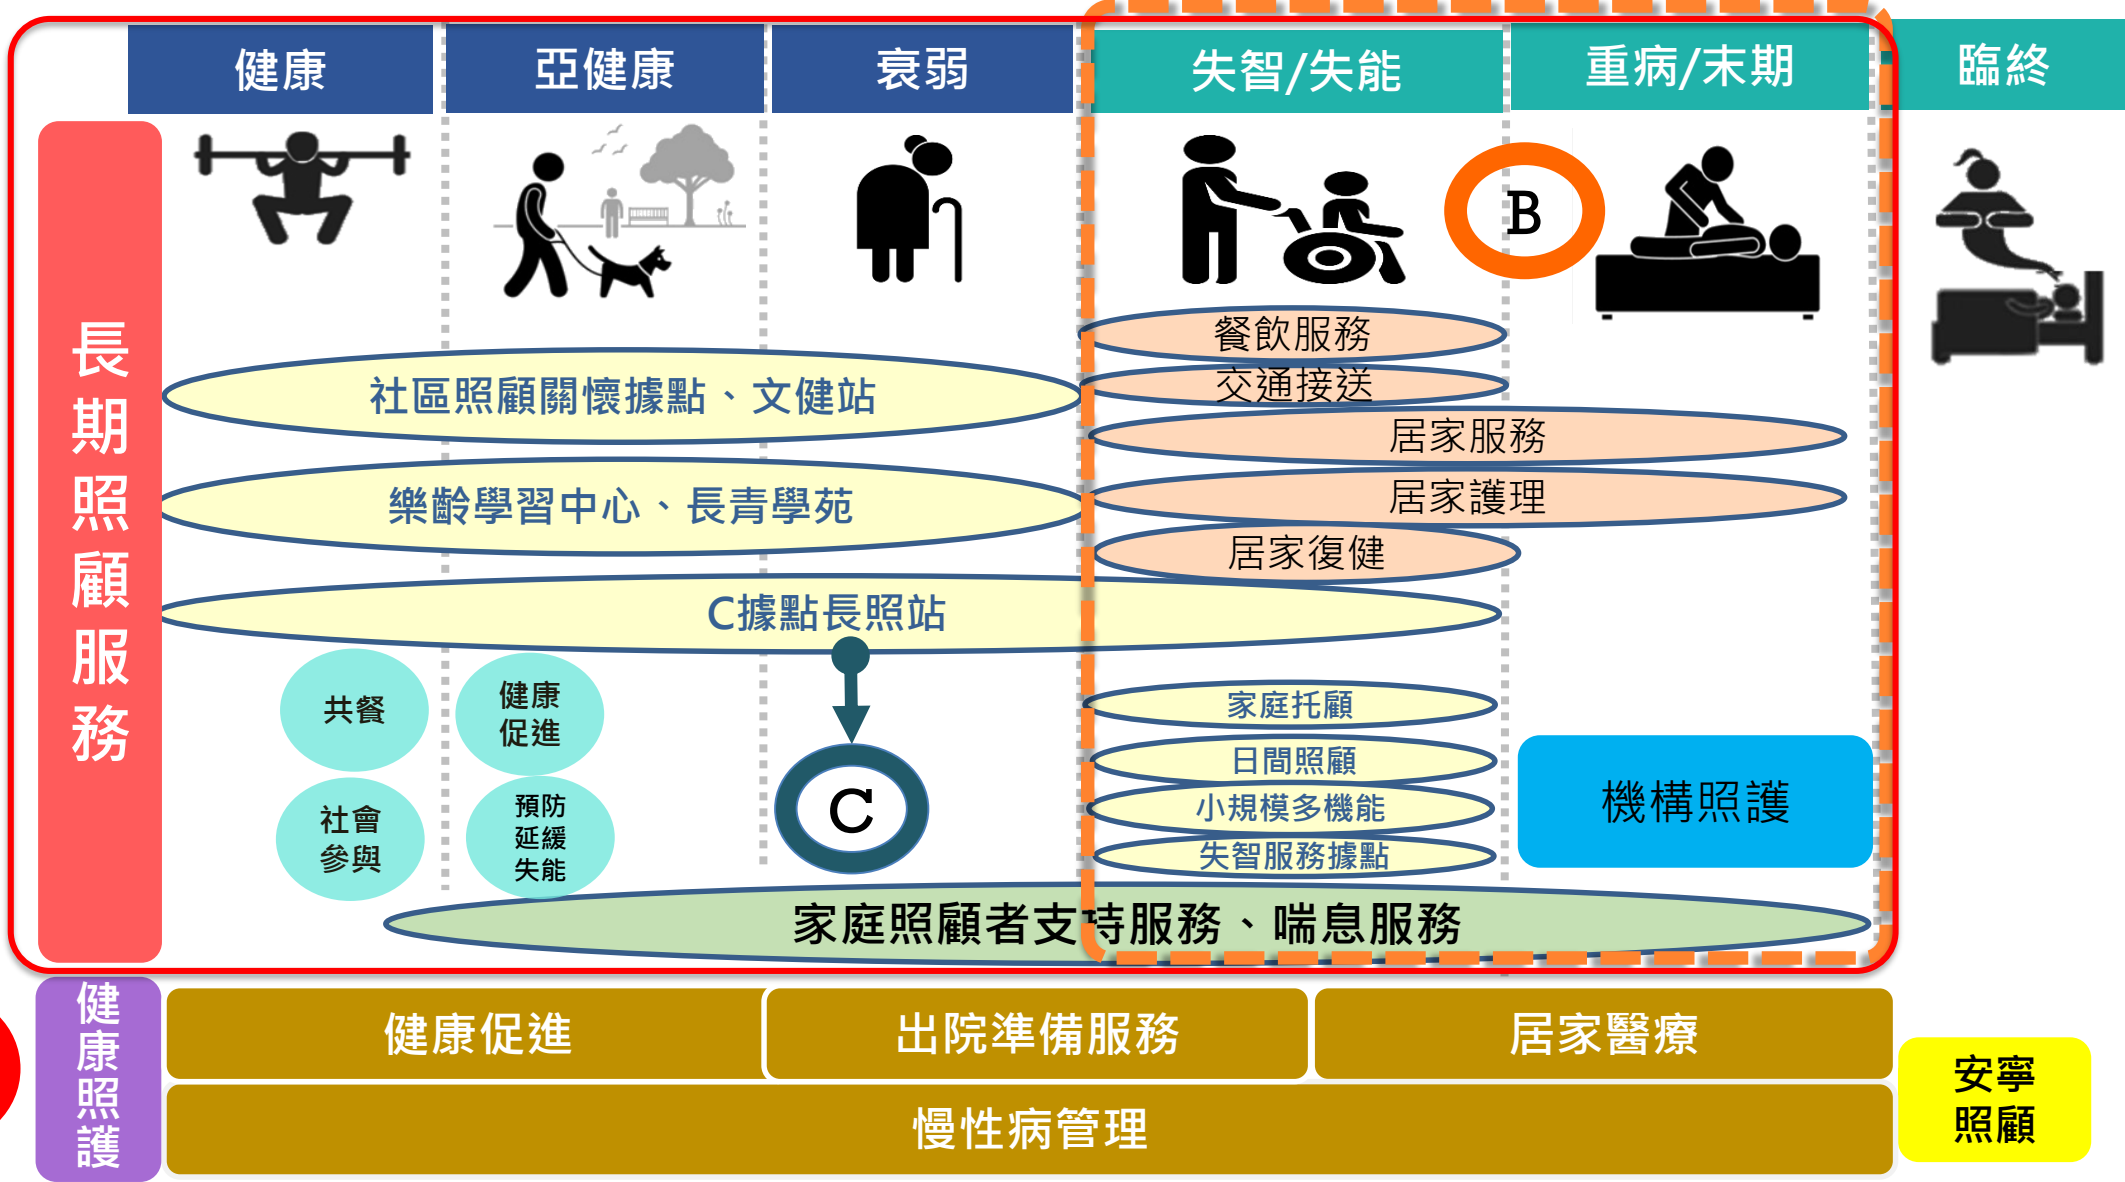 健康
亞健康
衰弱
失智/失能
重病/末期
臨終
長期照顧服務
B
餐飲服務
交通接送
居家服務
居家護理
居家復健
社區照顧關懷據點、文健站
樂齡學習中心、長青學苑
C據點長照站
共餐
健康
促進
社會
參與
預防
延緩
失能
C
家庭托顧
日間照顧
小規模多機能
失智服務據點
機構照護
家庭照顧者支持服務、喘息服務
健康照護
健康促進
出院準備服務
居家醫療
慢性病管理
安寧
照顧